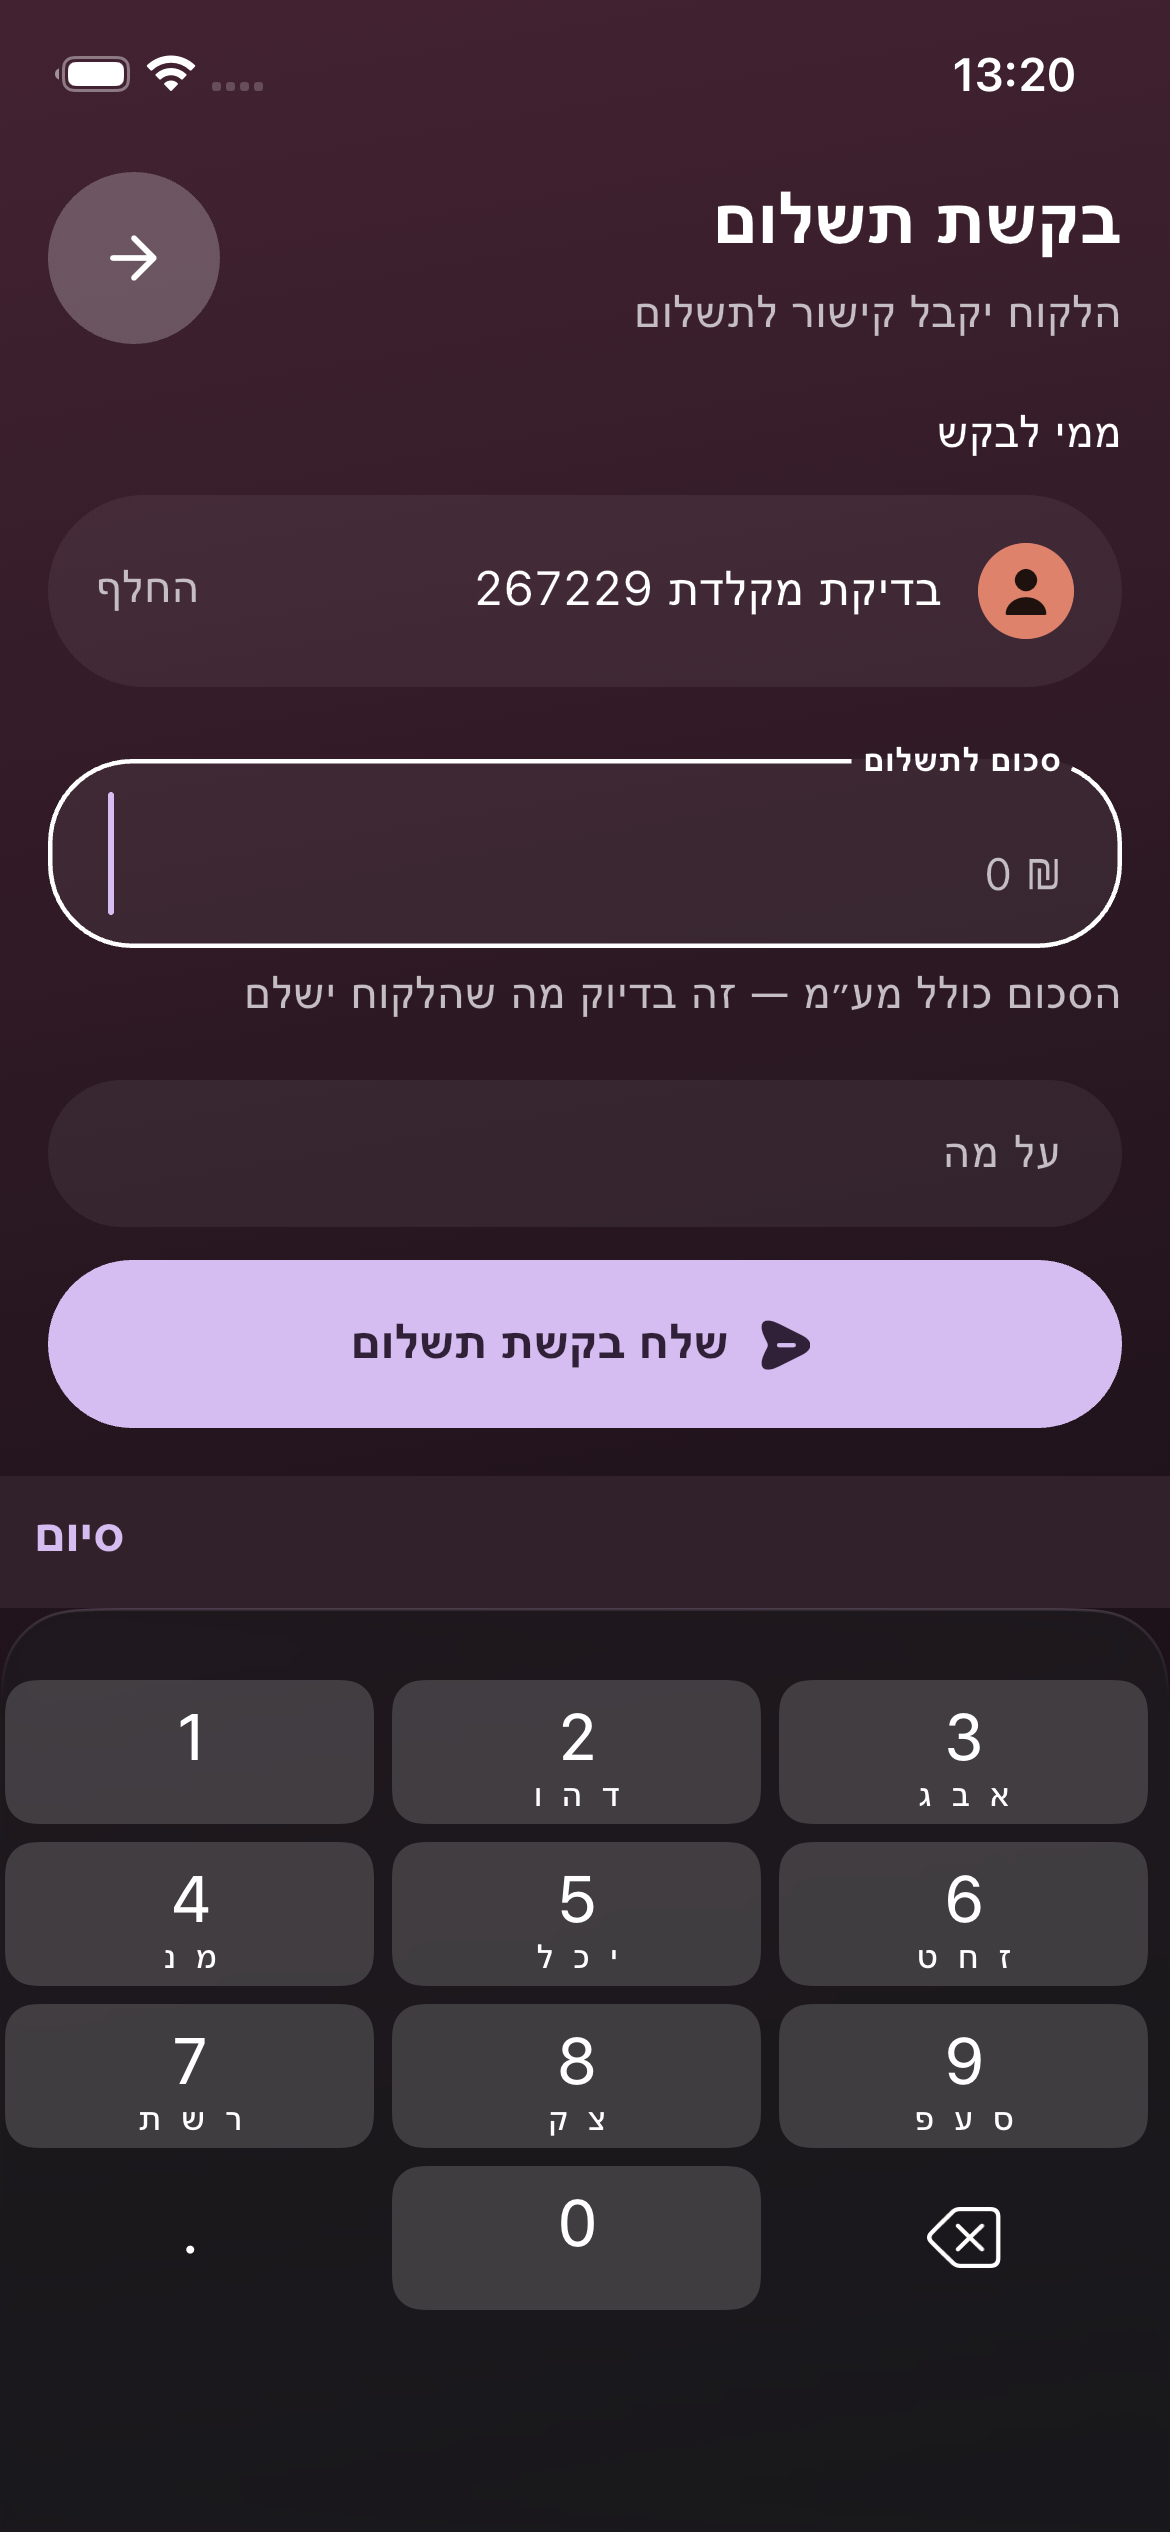 13:20
בקשת תשלום
הלקוח יקבל קישור לתשלום
ממי לבקש
בדיקת מקלדת 267229
החלף
סכום לתשלום
₪ 0
הסכום כולל מע״מ — זה בדיוק מה שהלקוח ישלם
על מה
שלח בקשת תשלום
סיום
1
2
ד ה ו
3
א ב ג
4
מ נ
5
י כ ל
6
ז ח ט
7
ר ש ת
8
צ ק
9
ס ע פ
.
0